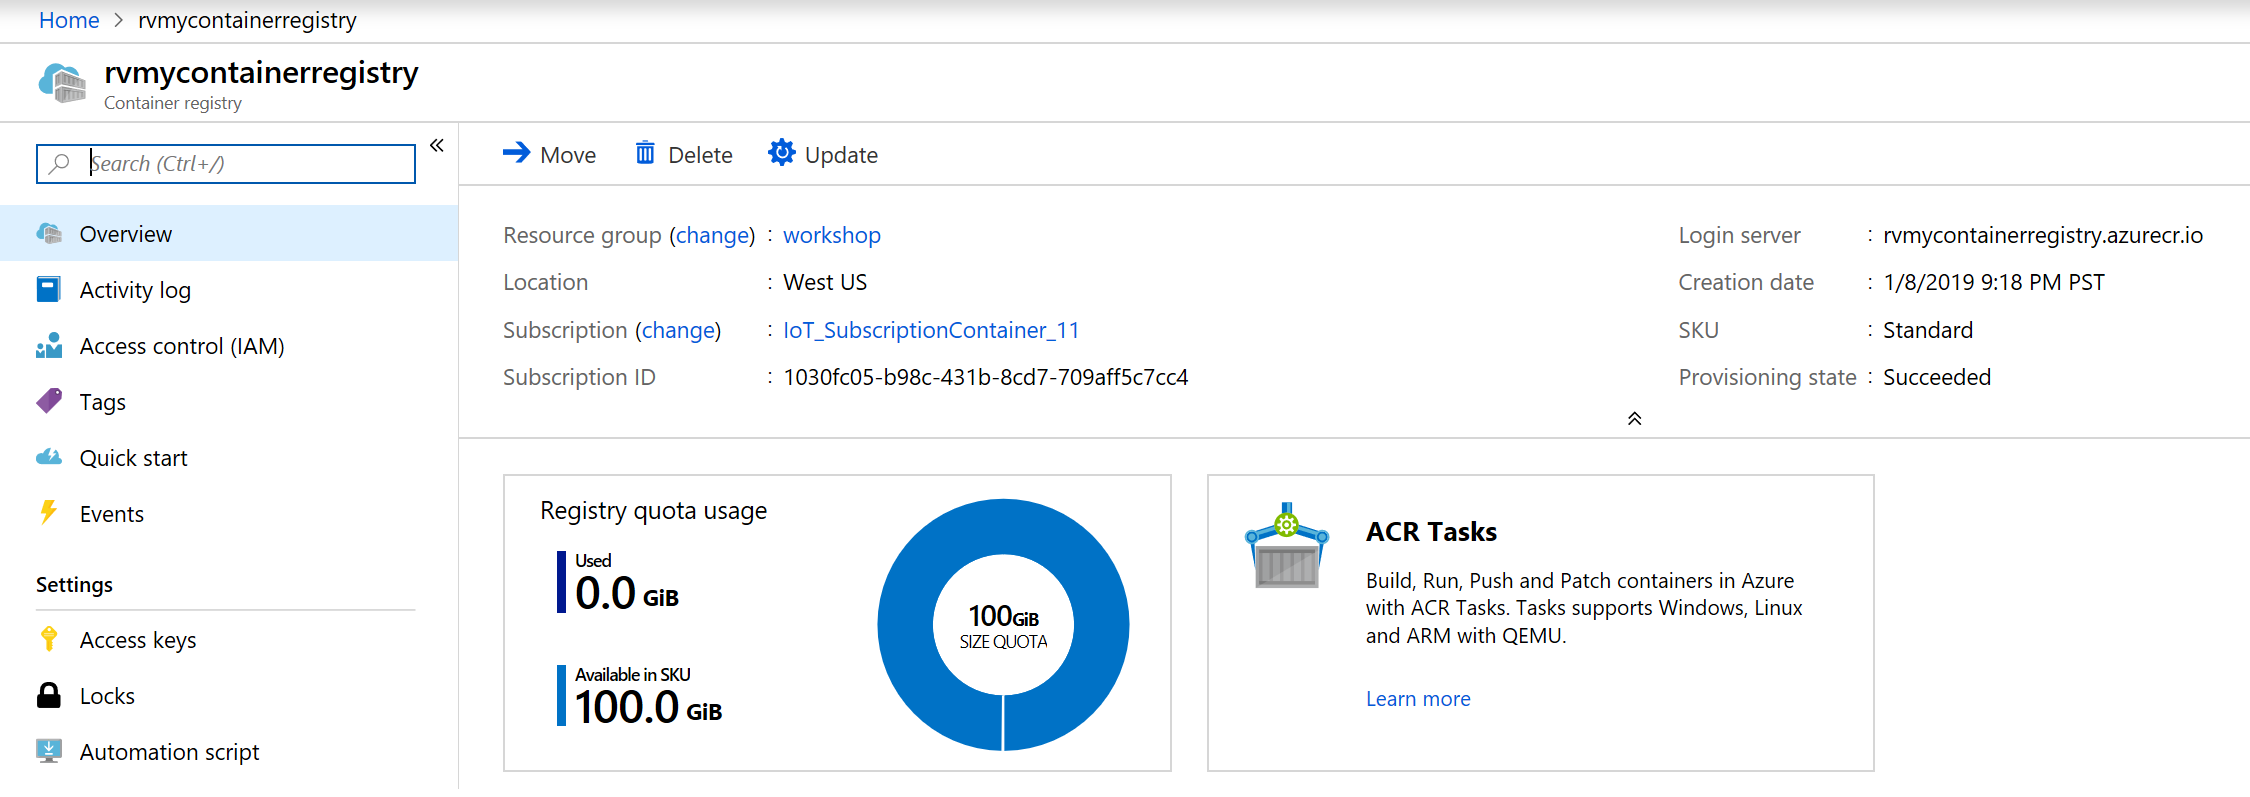 Home > rvmycontainerregistry
rvmycontainerregistry
Container registry
Search (Ctrl+/)
«
Overview
Activity log
Access control (IAM)
Tags
Quick start
Events
Settings
Access keys
Locks
Automation script
Move Delete Update
Resource group (change) : workshop
Location : West US
Subscription (change) : IoT_SubscriptionContainer_11
Subscription ID : 1030fc05-b98c-431b-8cd7-709aff5c7cc4
Login server : rvmycontainerregistry.azurecr.io
Creation date : 1/8/2019 9:18 PM PST
SKU : Standard
Provisioning state : Succeeded
Registry quota usage
Used
0.0 GiB
Available in SKU
100.0 GiB
100GiB
SIZE QUOTA
ACR Tasks
Build, Run, Push and Patch containers in Azure
with ACR Tasks. Tasks supports Windows, Linux
and ARM with QEMU.
Learn more